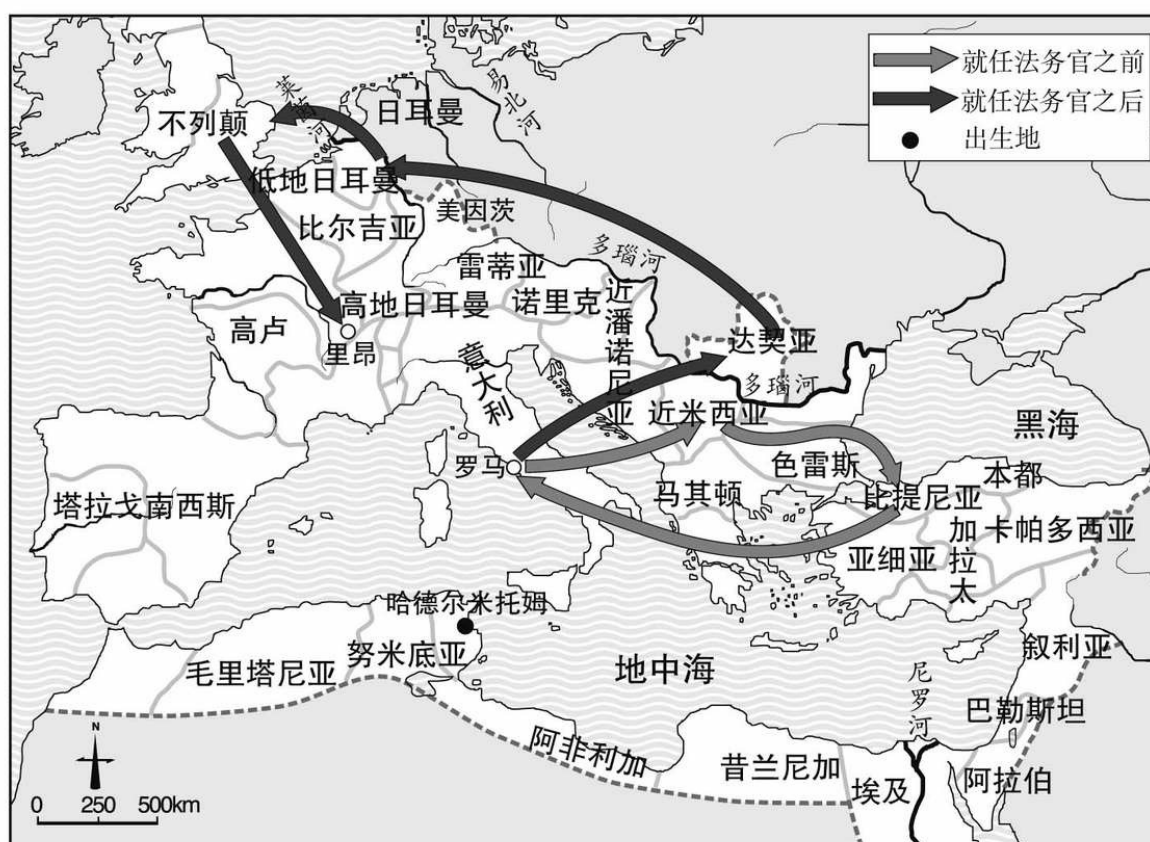 就任法务官之前
就任法务官之后
出生地
不列颠
莱茵河
日耳曼
易北河
低地日耳曼
美因茨
比尔吉亚
多瑙河
雷蒂亚
近潘诺尼亚
高地日耳曼
诺里克
高卢
里昂
达契亚
意大利
多瑙河
近米西亚
黑海
罗马
色雷斯
本都
塔拉戈南西斯
马其顿
比提尼亚
加拉太
卡帕多西亚
亚细亚
哈德尔米托姆
努米底亚
毛里塔尼亚
地中海
叙利亚
尼罗河
巴勒斯坦
阿非利加
昔兰尼加
埃及
阿拉伯
N
0 250 500km